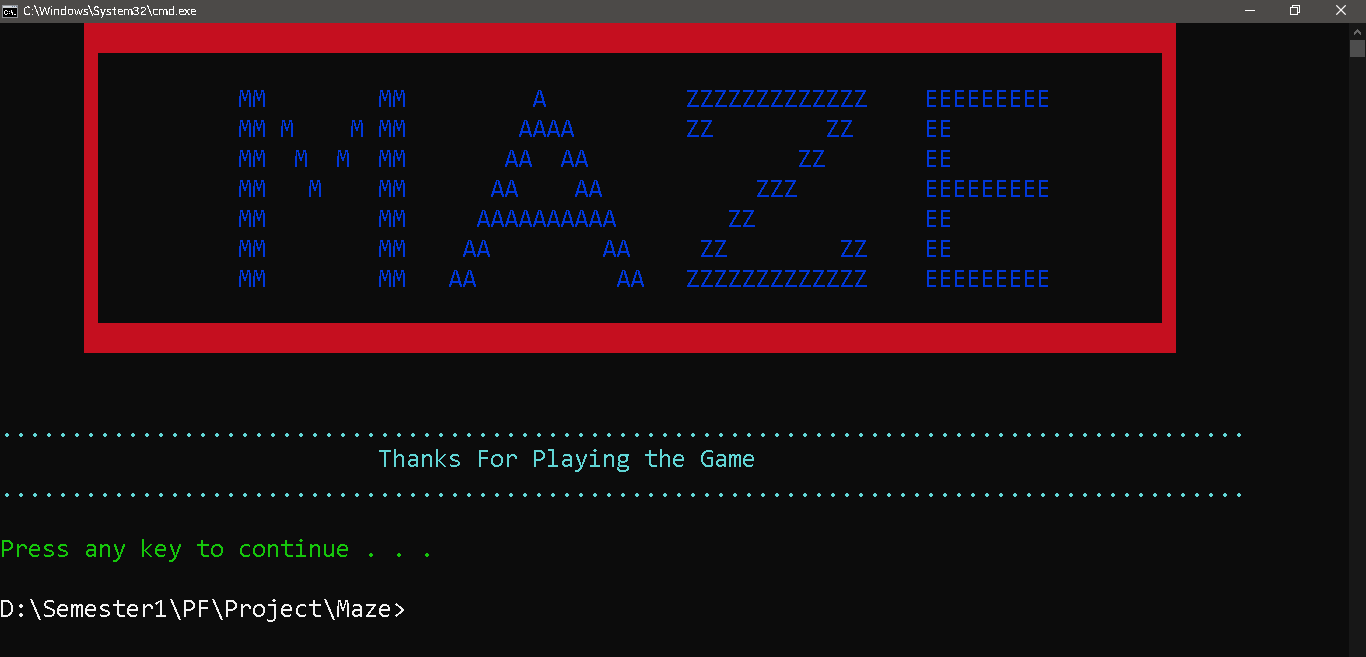 C:\Windows\System32\cmd.exe
MM        MM         A          ZZZZZZZZZZZZZ    EEEEEEEEE
MM M    M MM        AAAA        ZZ        ZZ     EE
MM  M  M  MM       AA  AA               ZZ       EE
MM   M    MM      AA    AA           ZZZ         EEEEEEEEE
MM        MM     AAAAAAAAAA        ZZ            EE
MM        MM    AA        AA     ZZ        ZZ    EE
MM        MM   AA          AA   ZZZZZZZZZZZZZ    EEEEEEEEE
.........................................................................................
Thanks For Playing the Game
.........................................................................................
Press any key to continue . . .
D:\Semester1\PF\Project\Maze>